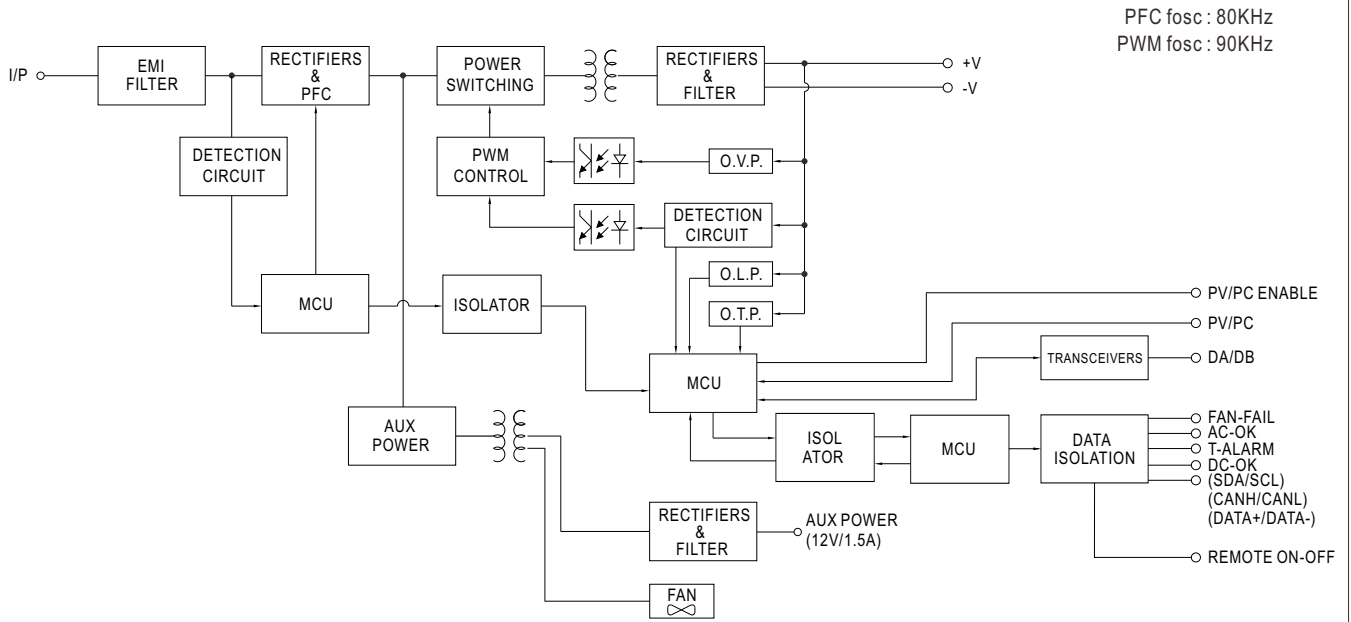 PFC fosc : 80KHz
PWM fosc : 90KHz
I/P
EMI
FILTER
RECTIFIERS
&
PFC
POWER
SWITCHING
RECTIFIERS
&
FILTER
+V
-V
DETECTION
CIRCUIT
PWM
CONTROL
O.V.P.
DETECTION
CIRCUIT
O.L.P.
O.T.P.
MCU
ISOLATOR
PV/PC ENABLE
PV/PC
TRANSCEIVERS
DA/DB
MCU
AUX
POWER
ISOL
ATOR
MCU
DATA
ISOLATION
FAN-FAIL
AC-OK
T-ALARM
DC-OK
(SDA/SCL)
(CANH/CANL)
(DATA+/DATA-)
RECTIFIERS
&
FILTER
AUX POWER
(12V/1.5A)
REMOTE ON-OFF
FAN